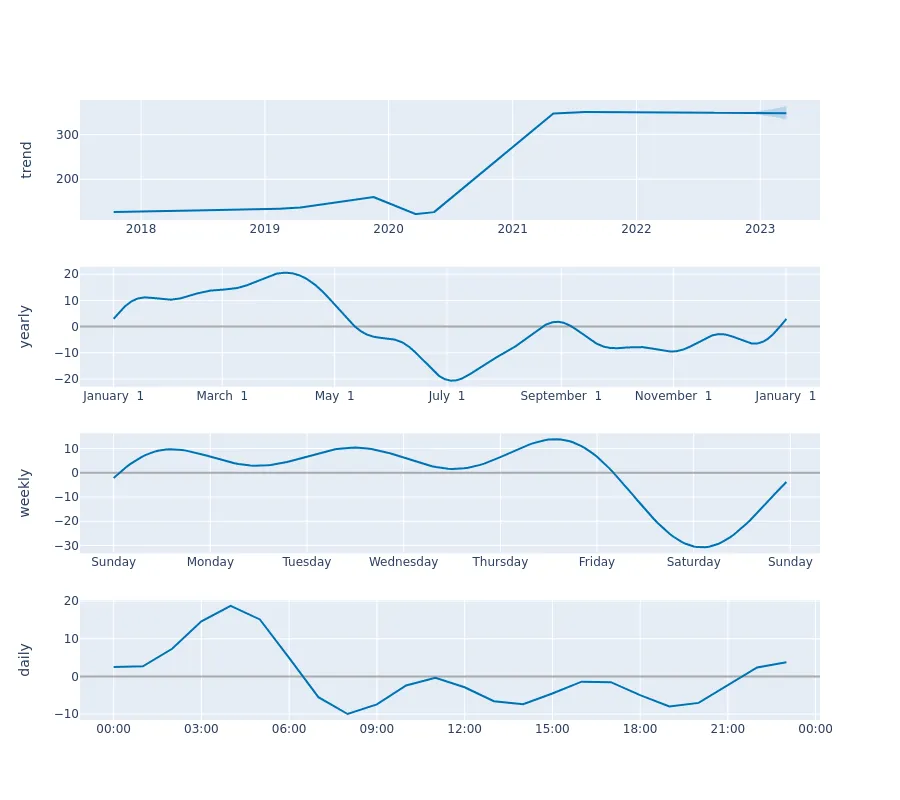 trend
300
200
2018 2019 2020 2021 2022 2023
yearly
20
10
0
−10
−20
January 1 March 1 May 1 July 1 September 1 November 1 January 1
weekly
10
0
−10
−20
−30
Sunday Monday Tuesday Wednesday Thursday Friday Saturday Sunday
daily
20
10
0
−10
00:00 03:00 06:00 09:00 12:00 15:00 18:00 21:00 00:00